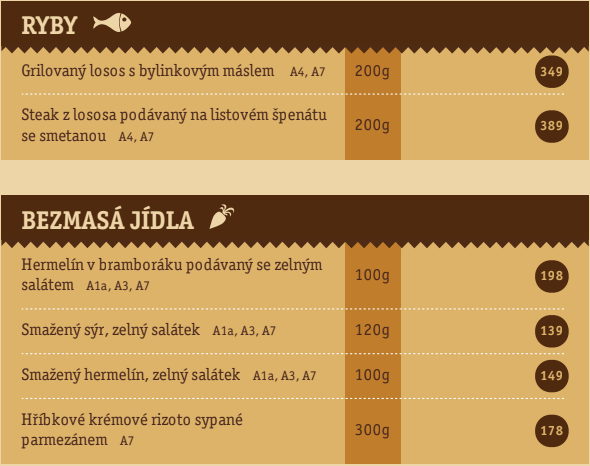 RYBY
Grilovaný losos s bylinkovým máslem A4, A7 200g 349
Steak z lososa podávaný na listovém špenátu
se smetanou A4, A7 200g 389
BEZMASÁ JÍDLA
Hermelín v bramboráku podávaný se zelným
salátem A1a, A3, A7 100g 198
Smažený sýr, zelný salátek A1a, A3, A7 120g 139
Smažený hermelín, zelný salátek A1a, A3, A7 100g 149
Hříbkové krémové rizoto sypané
parmezánem A7 300g 178